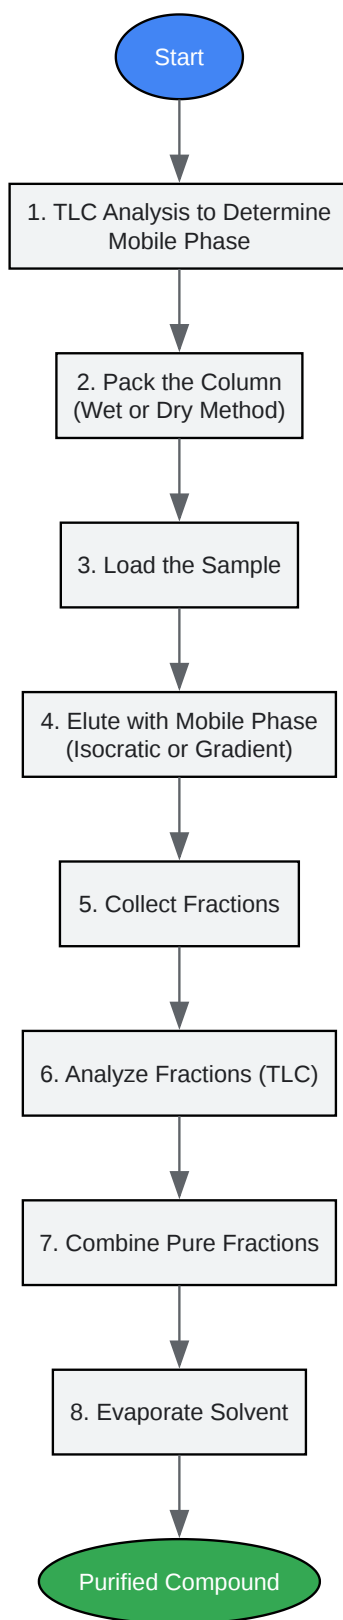 Start
1. TLC Analysis to Determine
Mobile Phase
2. Pack the Column
(Wet or Dry Method)
3. Load the Sample
4. Elute with Mobile Phase
(Isocratic or Gradient)
5. Collect Fractions
6. Analyze Fractions (TLC)
7. Combine Pure Fractions
8. Evaporate Solvent
Purified Compound